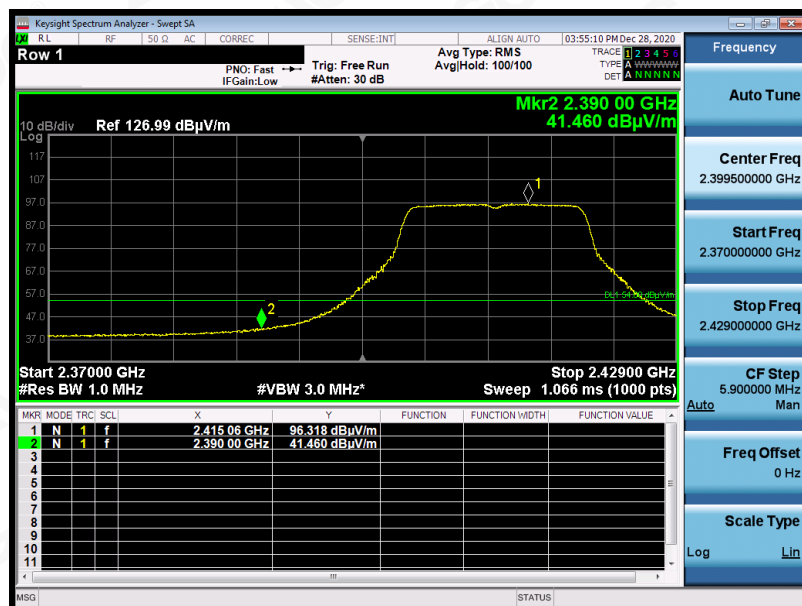 Keysight Spectrum Analyzer - Swept SA
LXI RL RF 50 Ω AC CORREC SENSE:INT ALIGN AUTO 03:55:10 PM Dec 28, 2020
Row 1
PNO: Fast
IFGain:Low
Trig: Free Run
#Atten: 30 dB
Avg Type: RMS
Avg|Hold: 100/100
TRACE 1 2 3 4 5 6
TYPE A WWWWW
DET A N N N N N
Mkr2 2.390 00 GHz
41.460 dBµV/m
10 dB/div Ref 126.99 dBµV/m
Log
117
107
97.0
87.0
77.0
67.0
57.0
47.0
37.0
1
2
Start 2.37000 GHz Stop 2.42900 GHz
#Res BW 1.0 MHz #VBW 3.0 MHz* Sweep 1.066 ms (1000 pts)
MKR MODE TRC SCL X Y FUNCTION FUNCTION WIDTH FUNCTION VALUE
1 N 1 f 2.415 06 GHz 96.318 dBµV/m
2 N 1 f 2.390 00 GHz 41.460 dBµV/m
3
4
5
6
7
8
9
10
11
MSG STATUS
Frequency
Auto Tune
Center Freq
2.399500000 GHz
Start Freq
2.370000000 GHz
Stop Freq
2.429000000 GHz
CF Step
5.900000 MHz
Auto Man
Freq Offset
0 Hz
Scale Type
Log Lin